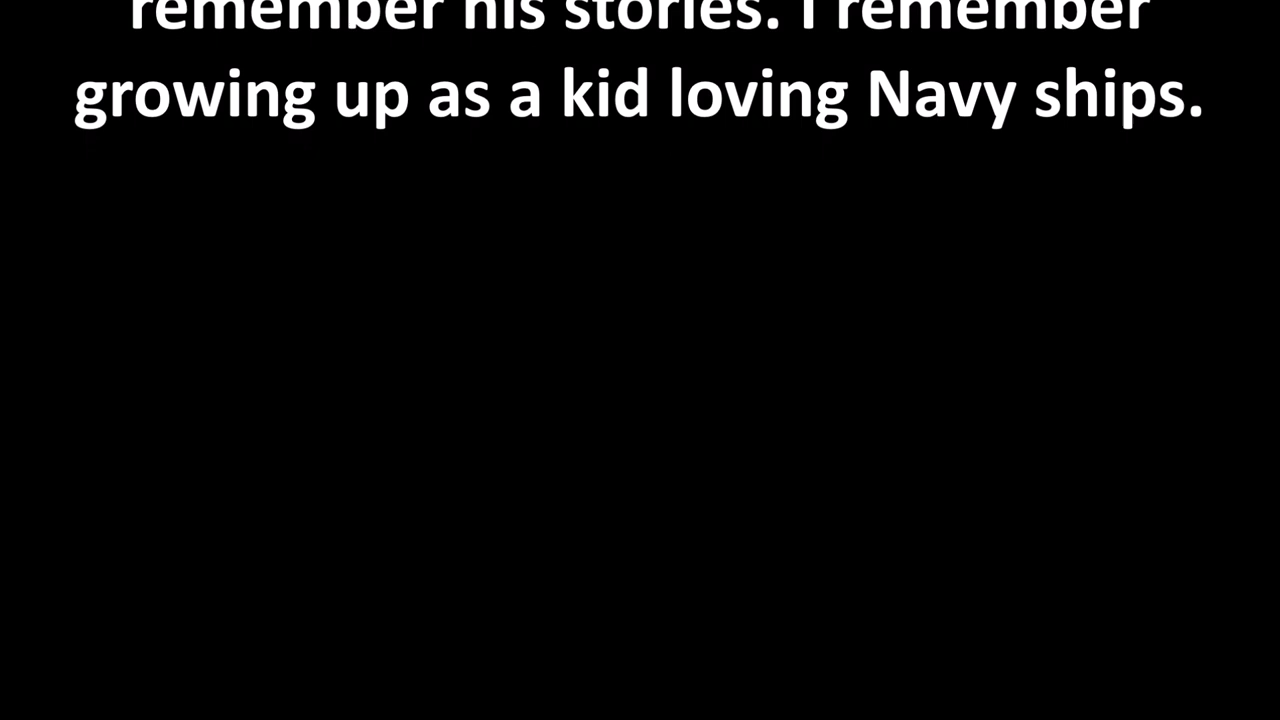 remember his stories. I remember
growing up as a kid loving Navy ships.